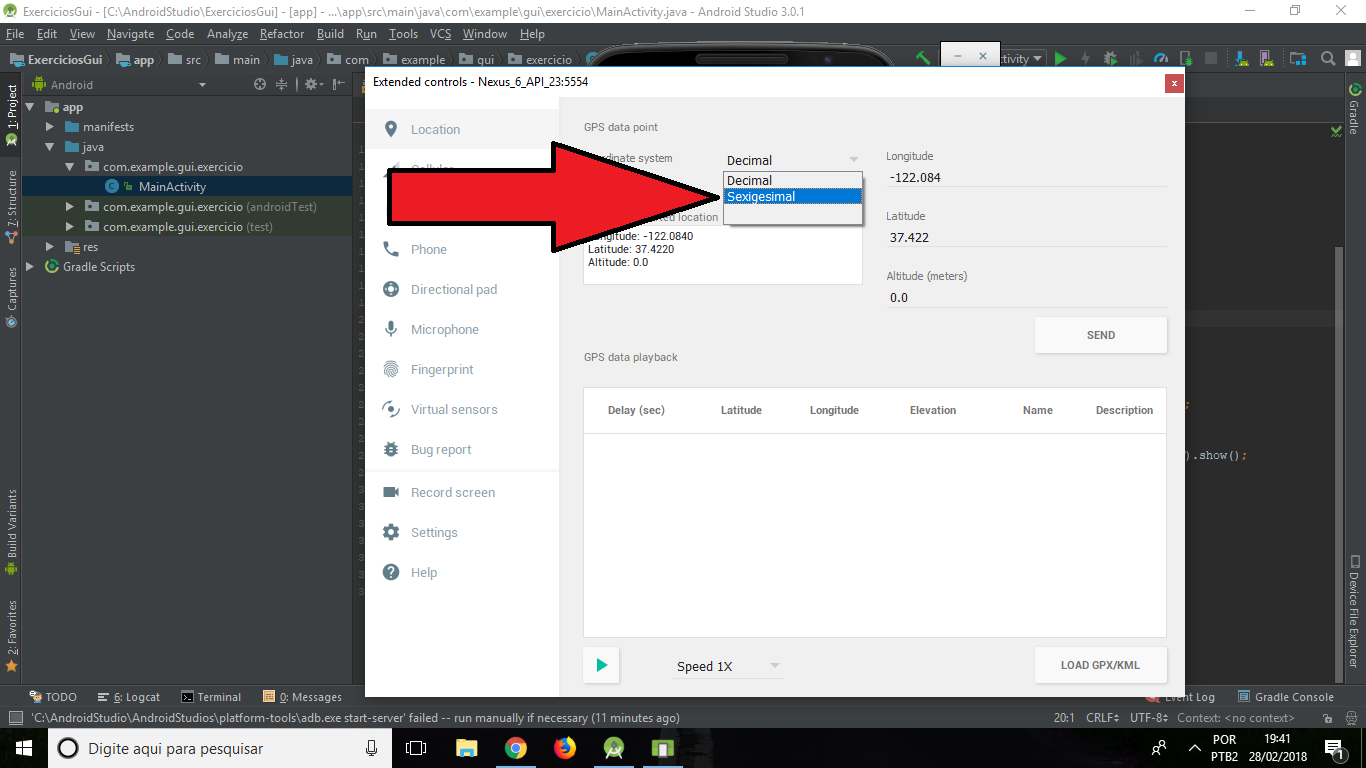 ExerciciosGui - [C:\AndroidStudio\ExerciciosGui] - [app] - ...\app\src\main\java\com\example\gui\exercicio\MainActivity.java - Android Studio 3.0.1
File Edit View Navigate Code Analyze Refactor Build Run Tools VCS Window Help
ExerciciosGui app src main java com example gui exercicio
Extended controls - Nexus_6_API_23:5554
1: Project
Z: Structure
Captures
Build Variants
2: Favorites
Android
app
manifests
java
com.example.gui.exercicio
MainActivity
com.example.gui.exercicio (androidTest)
com.example.gui.exercicio (test)
res
Gradle Scripts
Location
Phone
Directional pad
Microphone
Fingerprint
Virtual sensors
Bug report
Record screen
Settings
Help
GPS data point
system
Decimal
Decimal
Sexigesimal
location
Longitude: -122.0840
Latitude: 37.4220
Altitude: 0.0
Longitude
-122.084
Latitude
37.422
Altitude (meters)
0.0
SEND
GPS data playback
Delay (sec) Latitude Longitude Elevation Name Description
Speed 1X
LOAD GPX/KML
).show();
Gradle
Device File Explorer
TODO 6: Logcat Terminal 0: Messages Event Log Gradle Console
'C:\AndroidStudio\AndroidStudios\platform-tools\adb.exe start-server' failed -- run manually if necessary (11 minutes ago) 20:1 CRLF UTF-8 Context: <no context>
Digite aqui para pesquisar
POR
PTB2
19:41
28/02/2018
1